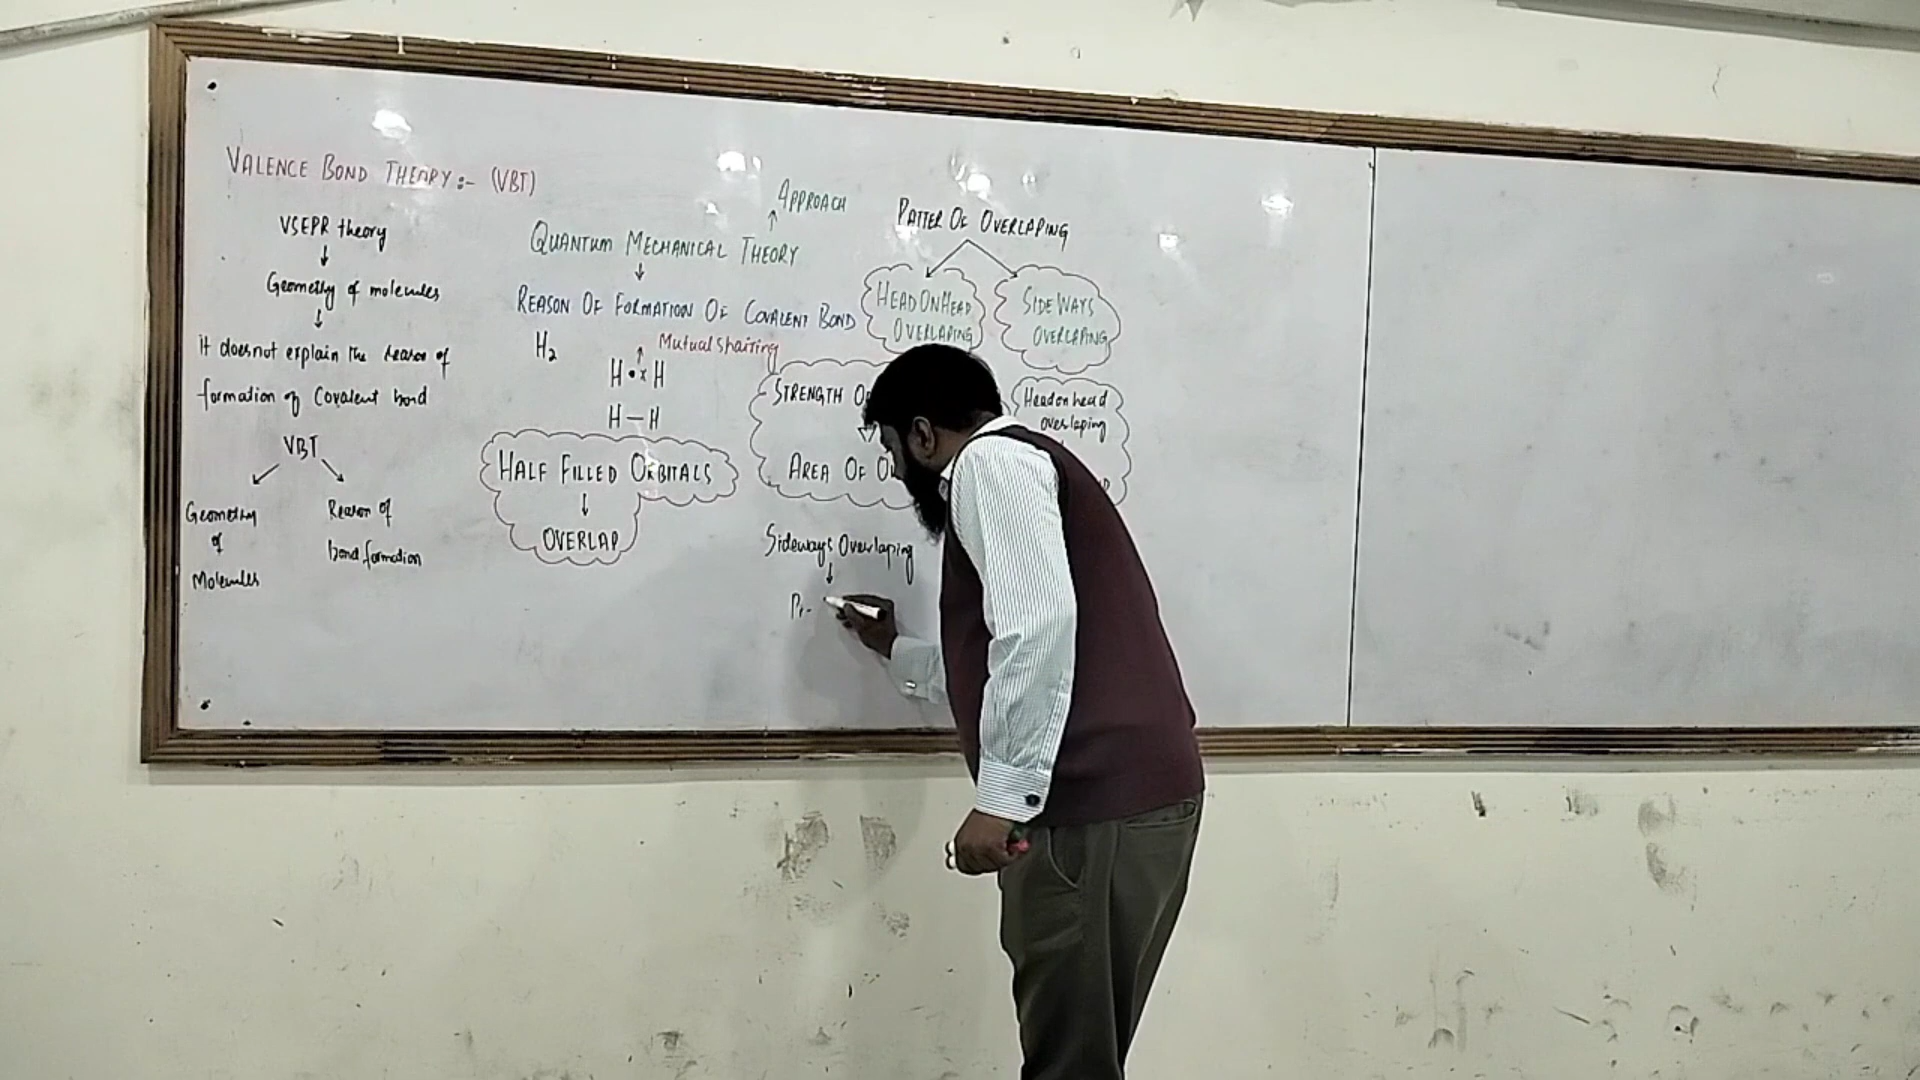 VALENCE BOND THEORY:- (VBT)
VSEPR theory
↓
Geometry of molecules
↓
it doesnot explain the reason of
formation of Covalent bond
VBT
Geometry
of
Molecules
Reason of
bond formation
APPROACH
↑
QUANTUM MECHANICAL THEORY
↓
REASON OF FORMATION OF COVALENT BOND
H₂
Mutual shairing
↑
H•×H
H—H
HALF FILLED ORBITALS
↓
OVERLAP
PATTER OF OVERLAPING
HEAD ON HEAD
OVERLAPING
SIDE WAYS
OVERLAPING
STRENGTH
AREA OF
Head on head
overlaping
Sideways Overlaping
↓